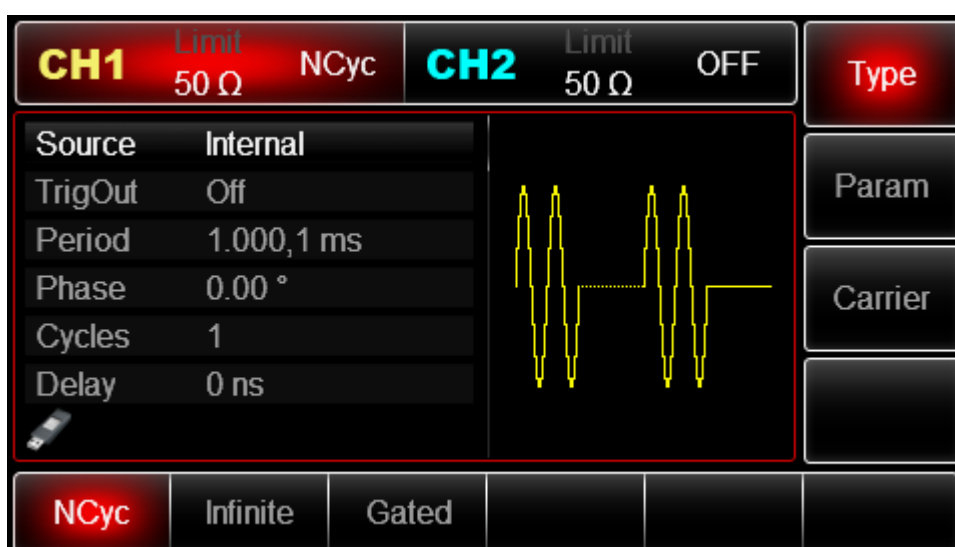 Limit Limit
CH1 50 Ω NCyc CH2 50 Ω OFF Type
Source Internal
TrigOut Off Param
Period 1.000,1 ms
Phase 0.00 ° Carrier
Cycles 1
Delay 0 ns
NCyc Infinite Gated